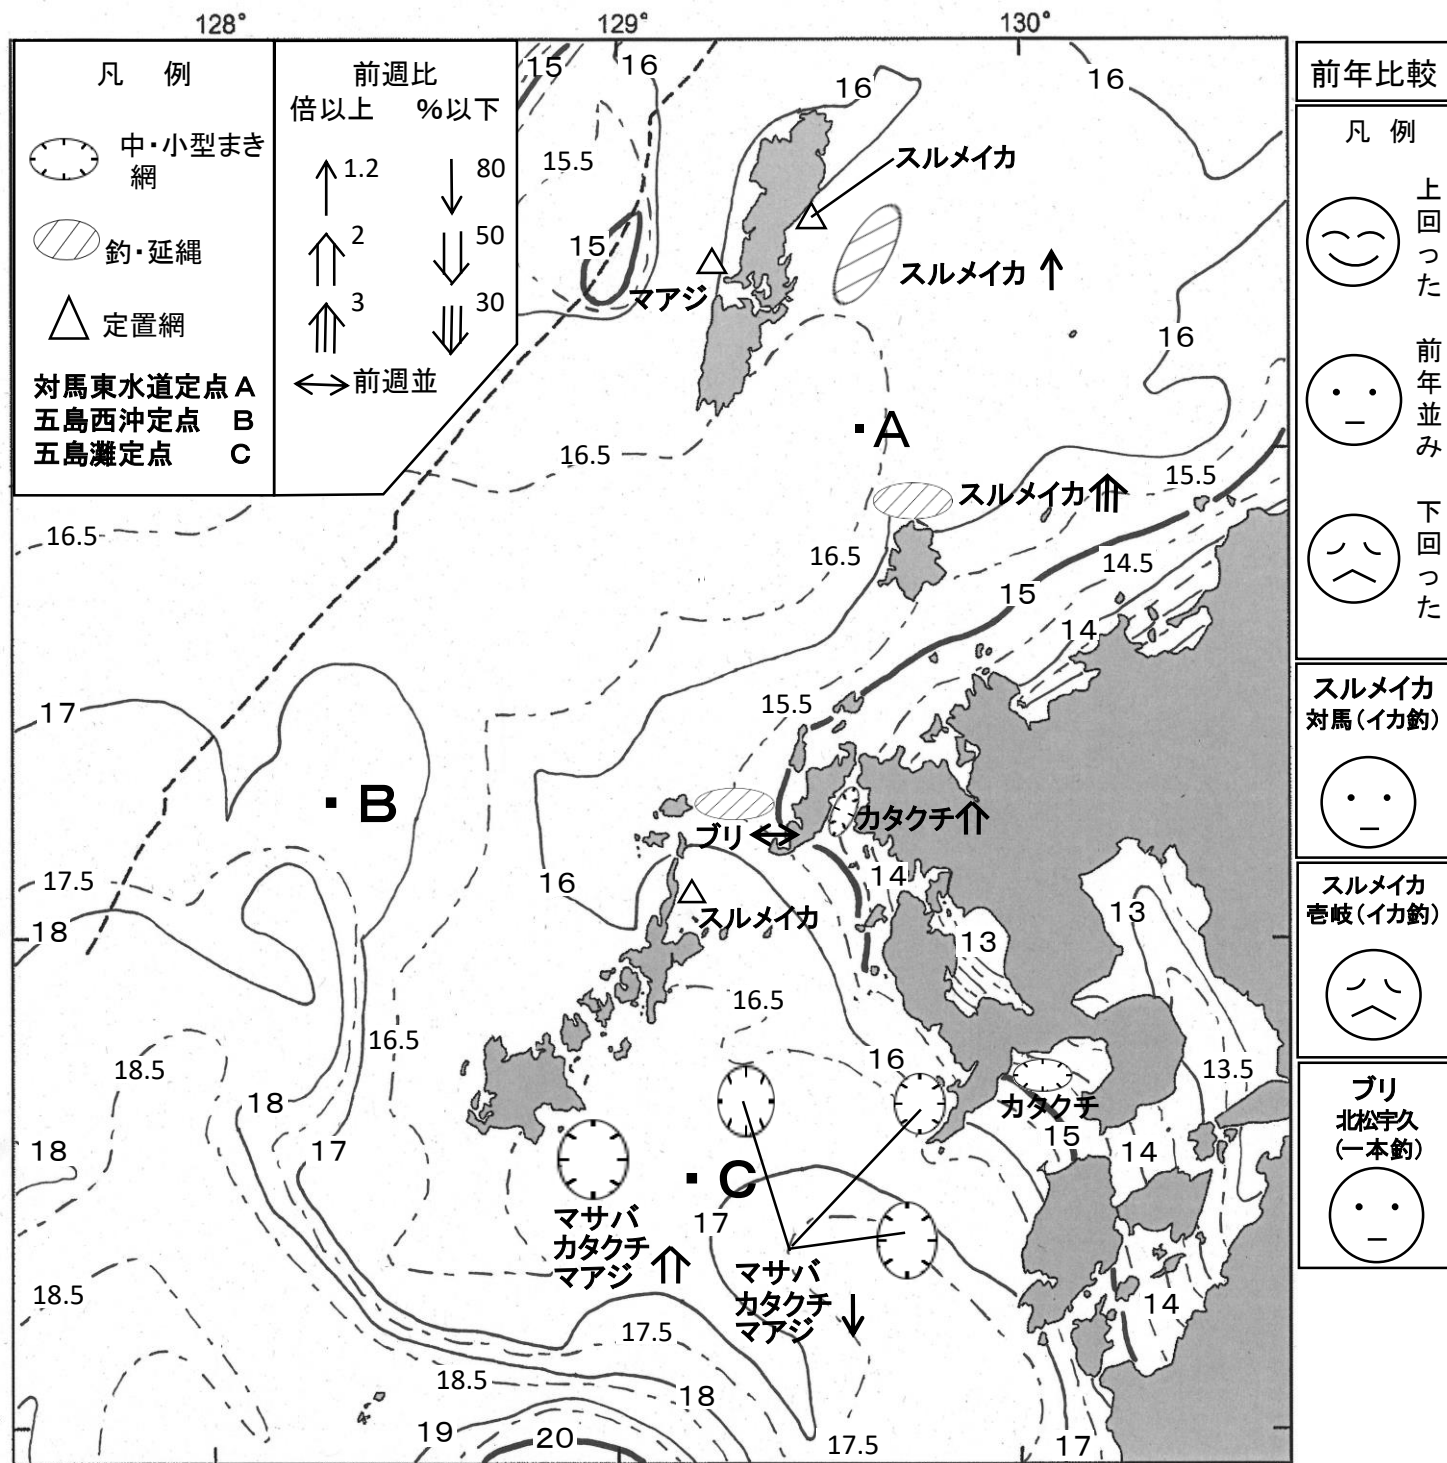 128°
129°
130°
凡 例
中・小型まき
網
釣・延縄
定置網
対馬東水道定点 A
五島西沖定点 B
五島灘定点 C
前週比
倍以上 %以下
1.2
80
2
50
3
30
前週並
15
16
15.5
15
16
16
スルメイカ
マアジ
スルメイカ
16
A
16.5
16.5
スルメイカ
15.5
16.5
14.5
15
14
17
15.5
B
ブリ
カタクチ
17.5
16
14
スルメイカ
13
18
13
16.5
16.5
16
18.5
13.5
18
カタクチ
15
14
18
17
C
17
マサバ
カタクチ
マアジ
マサバ
カタクチ
マアジ
18.5
14
17.5
18.5
18
19
20
17.5
17
前年比較
凡 例
上回った
前年並み
下回った
スルメイカ
対馬(イカ釣)
スルメイカ
壱岐(イカ釣)
ブリ
北松宇久
(一本釣)